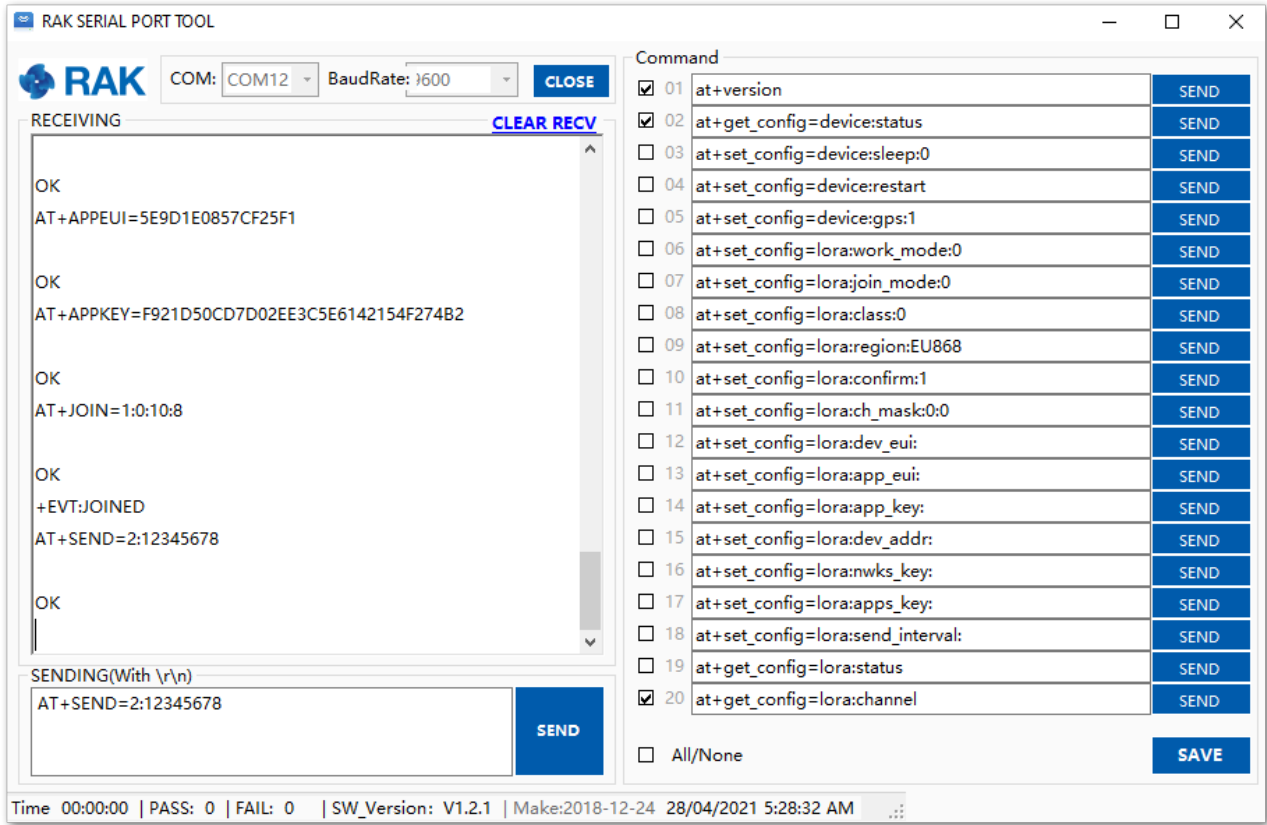 RAK SERIAL PORT TOOL
RAK
COM: COM12 BaudRate: 9600 CLOSE
RECEIVING CLEAR RECV
OK
AT+APPEUI=5E9D1E0857CF25F1
OK
AT+APPKEY=F921D50CD7D02EE3C5E6142154F274B2
OK
AT+JOIN=1:0:10:8
OK
+EVT:JOINED
AT+SEND=2:12345678
OK
SENDING(With \r\n)
AT+SEND=2:12345678
SEND
Command
01 at+version SEND
02 at+get_config=device:status SEND
03 at+set_config=device:sleep:0 SEND
04 at+set_config=device:restart SEND
05 at+set_config=device:gps:1 SEND
06 at+set_config=lora:work_mode:0 SEND
07 at+set_config=lora:join_mode:0 SEND
08 at+set_config=lora:class:0 SEND
09 at+set_config=lora:region:EU868 SEND
10 at+set_config=lora:confirm:1 SEND
11 at+set_config=lora:ch_mask:0:0 SEND
12 at+set_config=lora:dev_eui: SEND
13 at+set_config=lora:app_eui: SEND
14 at+set_config=lora:app_key: SEND
15 at+set_config=lora:dev_addr: SEND
16 at+set_config=lora:nwks_key: SEND
17 at+set_config=lora:apps_key: SEND
18 at+set_config=lora:send_interval: SEND
19 at+get_config=lora:status SEND
20 at+get_config=lora:channel SEND
All/None SAVE
Time 00:00:00 | PASS: 0 | FAIL: 0 | SW_Version: V1.2.1 | Make:2018-12-24 28/04/2021 5:28:32 AM